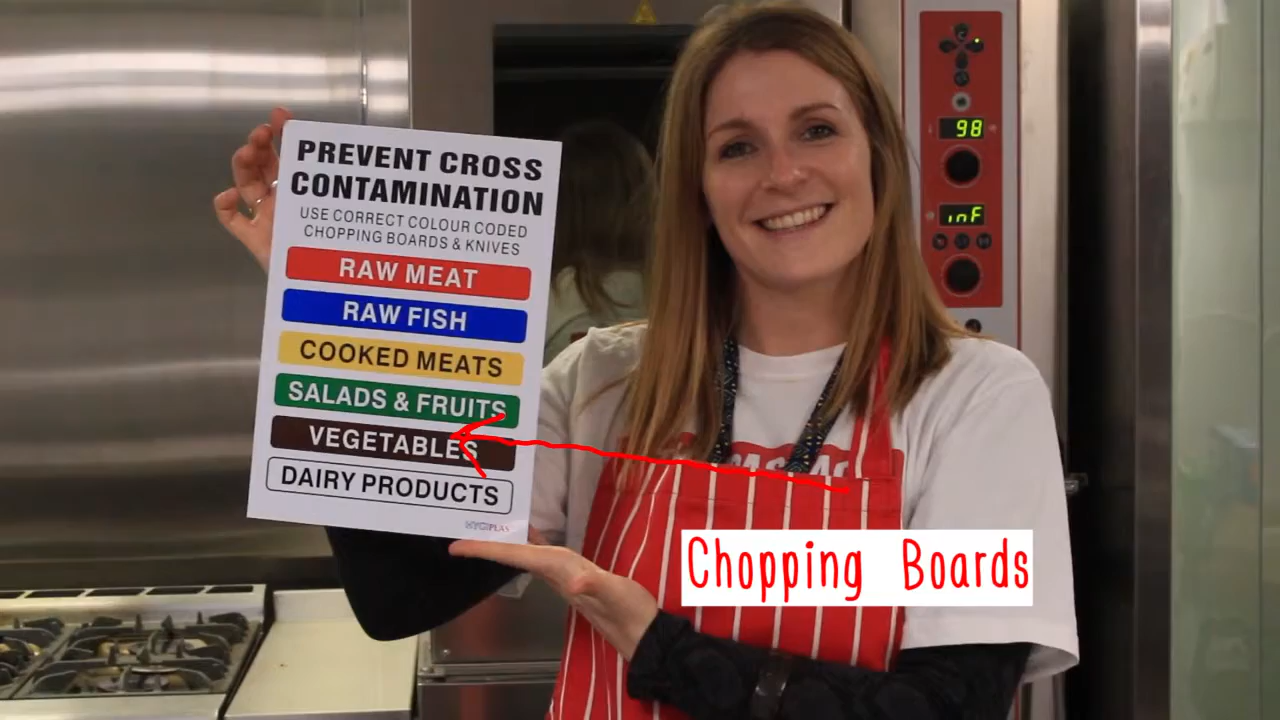 PREVENT CROSS
CONTAMINATION
USE CORRECT COLOUR CODED
CHOPPING BOARDS & KNIVES
RAW MEAT
RAW FISH
COOKED MEATS
SALADS & FRUITS
VEGETABLES
DAIRY PRODUCTS
HYGIPLAS
98
inF
Chopping Boards